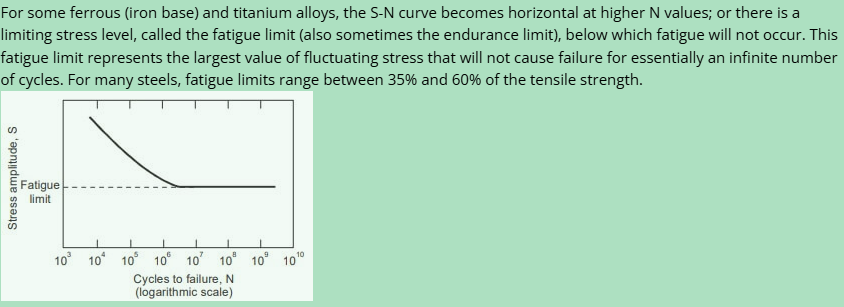 For some ferrous (iron base) and titanium alloys, the S-N curve becomes horizontal at higher N values; or there is a
limiting stress level, called the fatigue limit (also sometimes the endurance limit), below which fatigue will not occur. This
fatigue limit represents the largest value of fluctuating stress that will not cause failure for essentially an infinite number
of cycles. For many steels, fatigue limits range between 35% and 60% of the tensile strength.
Stress amplitude, S
Fatigue
limit
10³ 10⁴ 10⁵ 10⁶ 10⁷ 10⁸ 10⁹ 10¹⁰
Cycles to failure, N
(logarithmic scale)